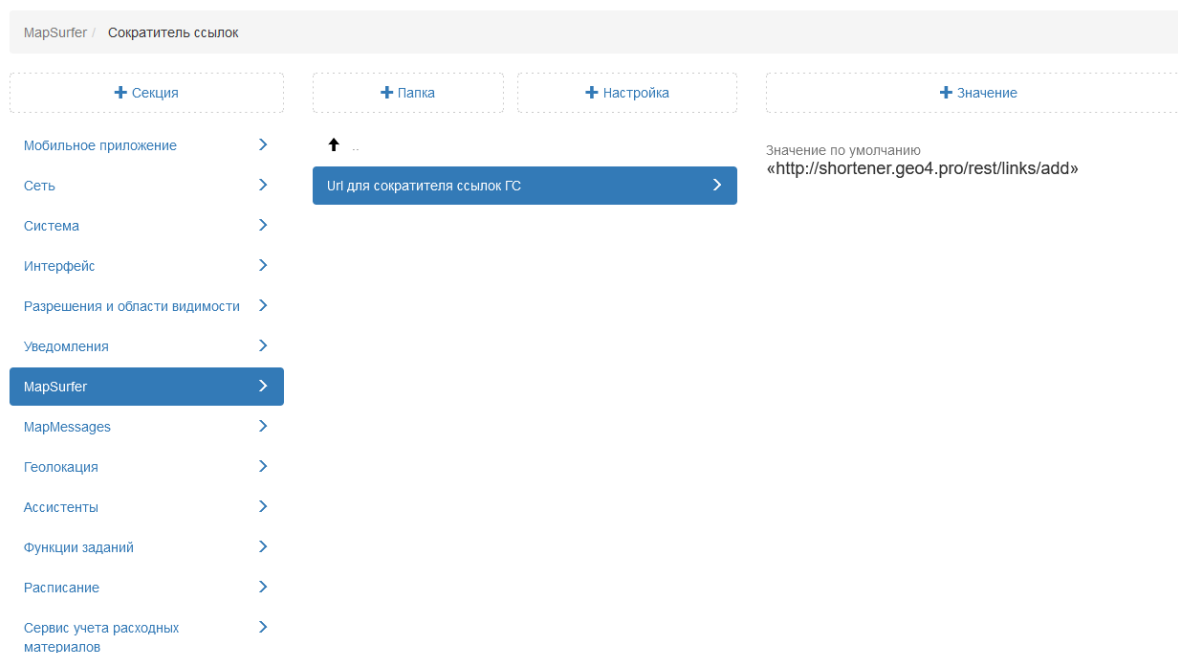 MapSurfer / Сократитель ссылок
+ Секция
+ Папка
+ Настройка
+ Значение
Мобильное приложение
Сеть
Система
Интерфейс
Разрешения и области видимости
Уведомления
MapSurfer
MapMessages
Геолокация
Ассистенты
Функции заданий
Расписание
Сервис учета расходных
материалов
..
Url для сократителя ссылок ГС
Значение по умолчанию
«http://shortener.geo4.pro/rest/links/add»